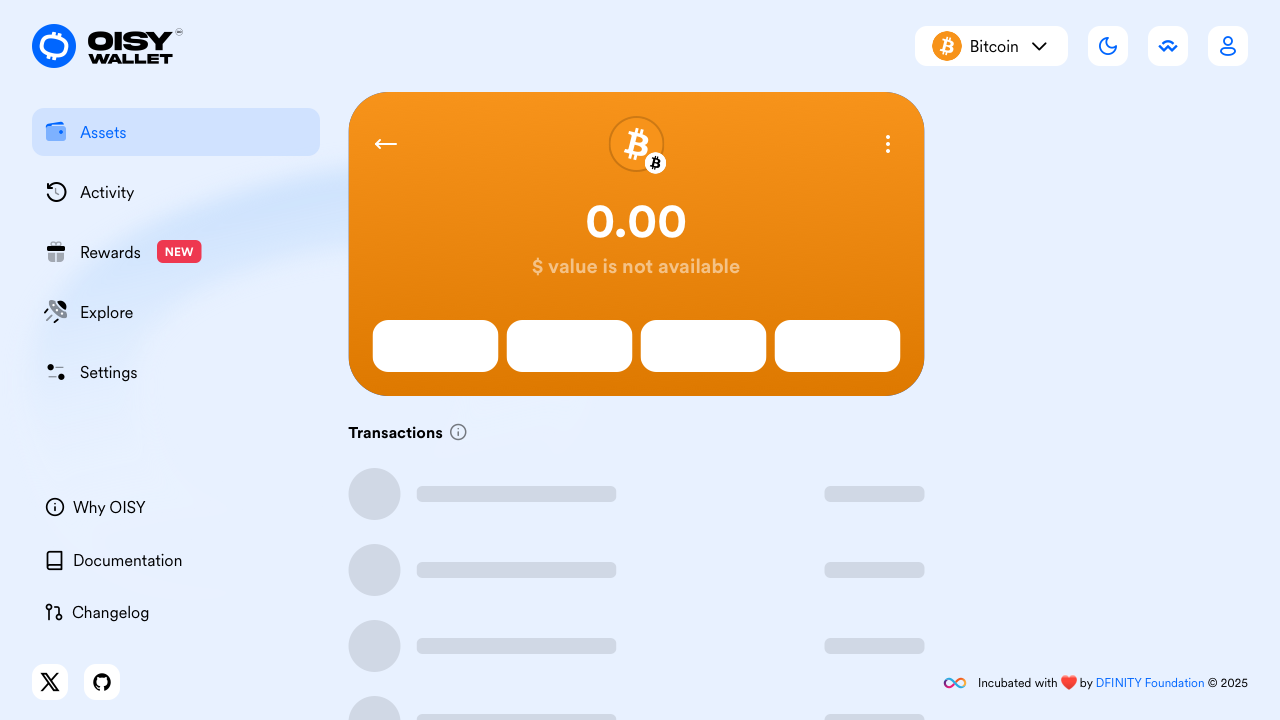 OISY
WALLET
Bitcoin
Assets
Activity
Rewards
NEW
Explore
Settings
0.00
$ value is not available
Transactions
Why OISY
Documentation
Changelog
Incubated with ❤️ by DFINITY Foundation © 2025